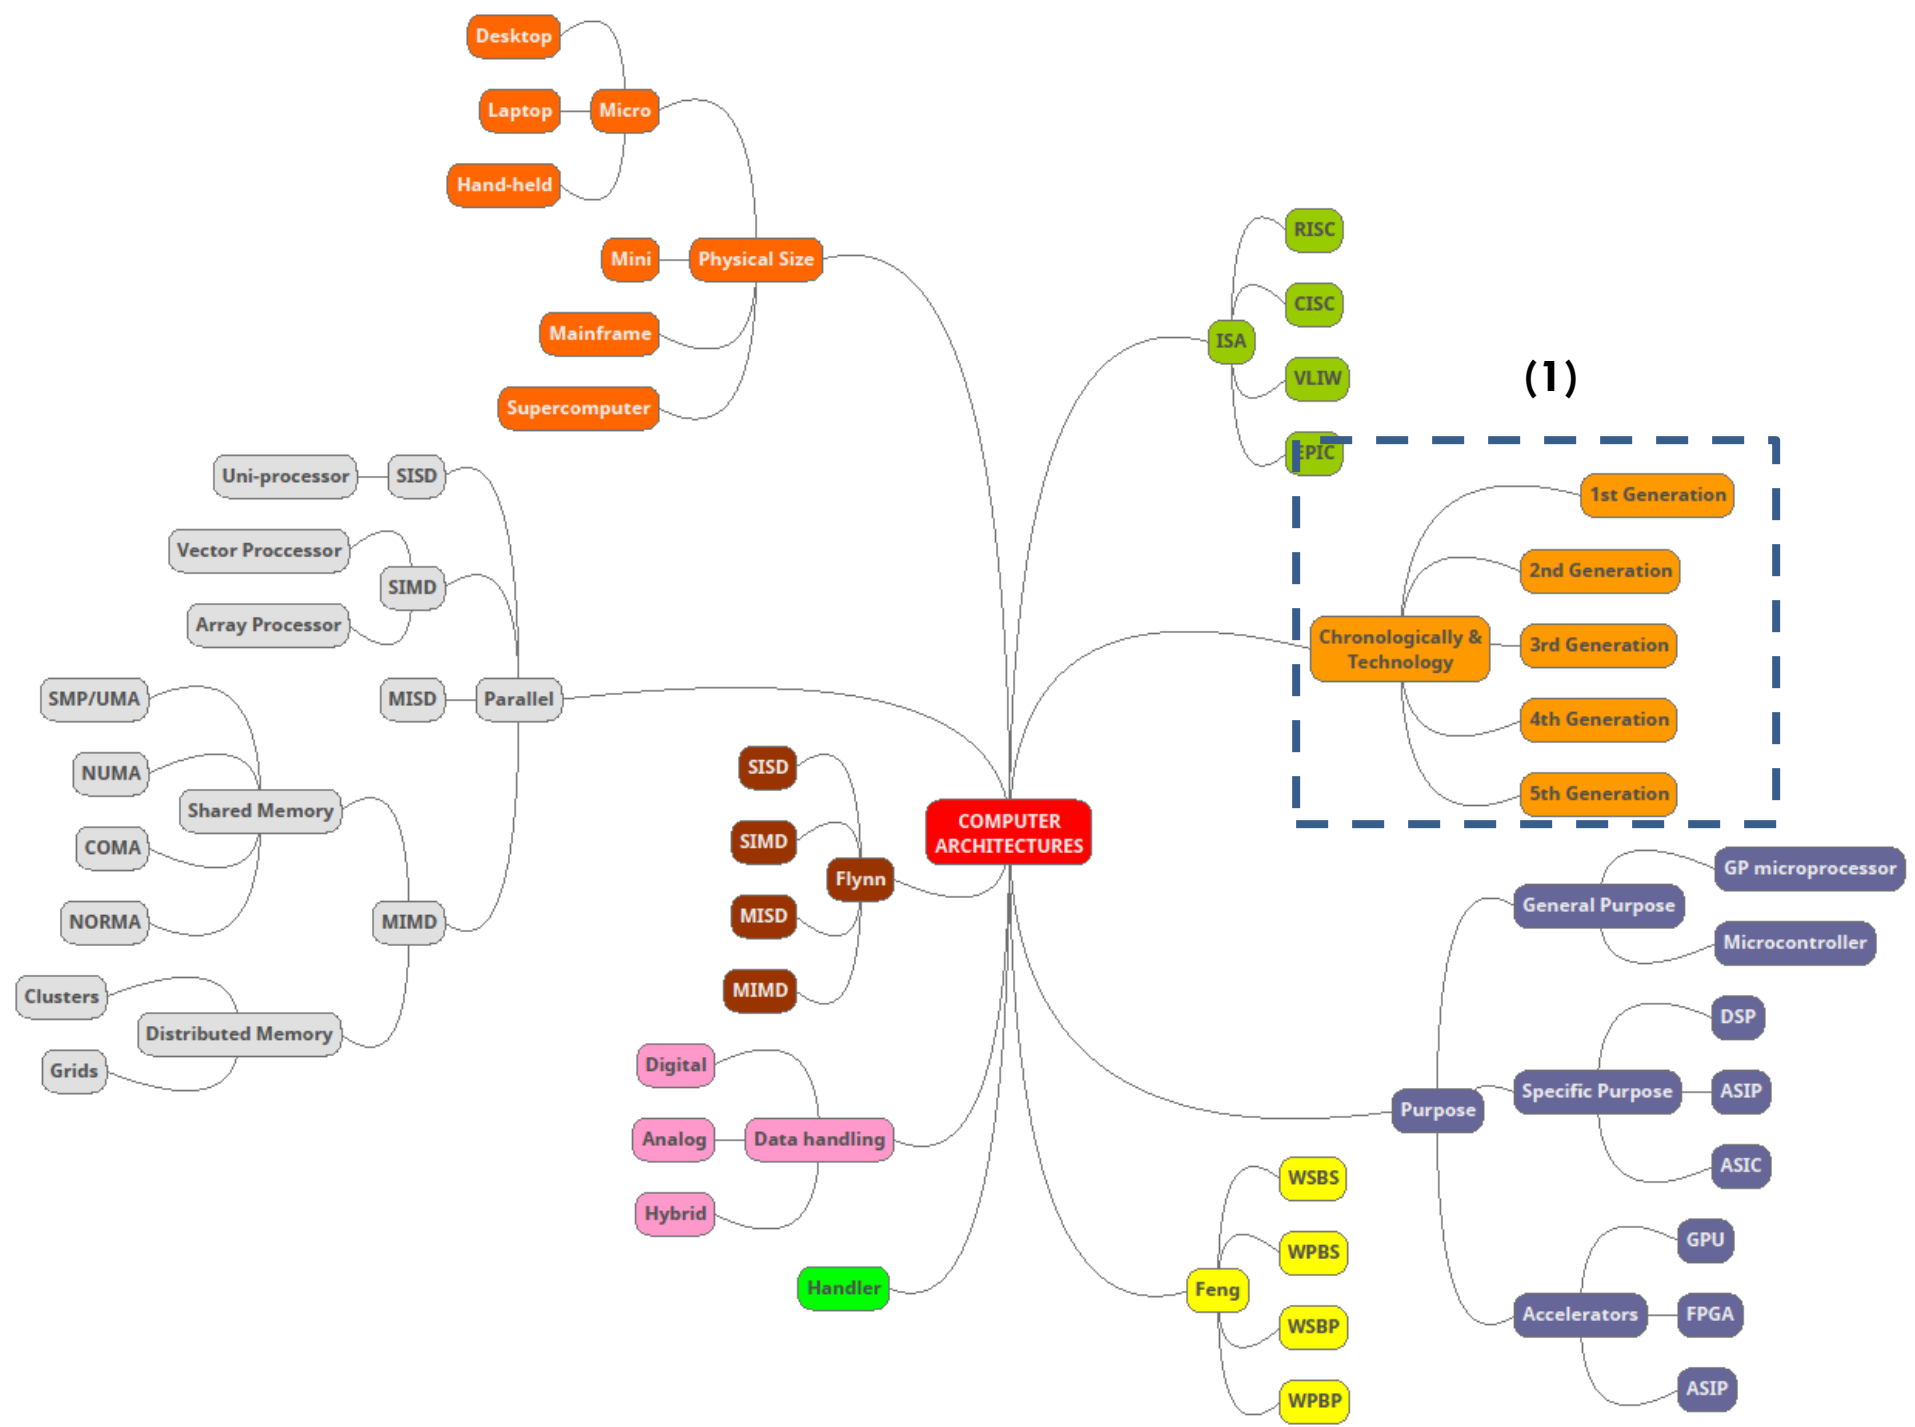 Desktop
Laptop
Micro
Hand-held
Mini
Physical Size
Mainframe
Supercomputer
RISC
CISC
ISA
VLIW
EPIC
(1)
1st Generation
2nd Generation
Chronologically &
Technology
3rd Generation
4th Generation
5th Generation
Uni-processor
SISD
Vector Proccessor
SIMD
Array Processor
SMP/UMA
MISD
Parallel
NUMA
Shared Memory
COMA
NORMA
MIMD
Clusters
Distributed Memory
Grids
SISD
SIMD
Flynn
MISD
MIMD
COMPUTER
ARCHITECTURES
Digital
Analog
Data handling
Hybrid
Handler
GP microprocessor
General Purpose
Microcontroller
DSP
Purpose
Specific Purpose
ASIP
ASIC
GPU
Accelerators
FPGA
ASIP
WSBS
WPBS
Feng
WSBP
WPBP